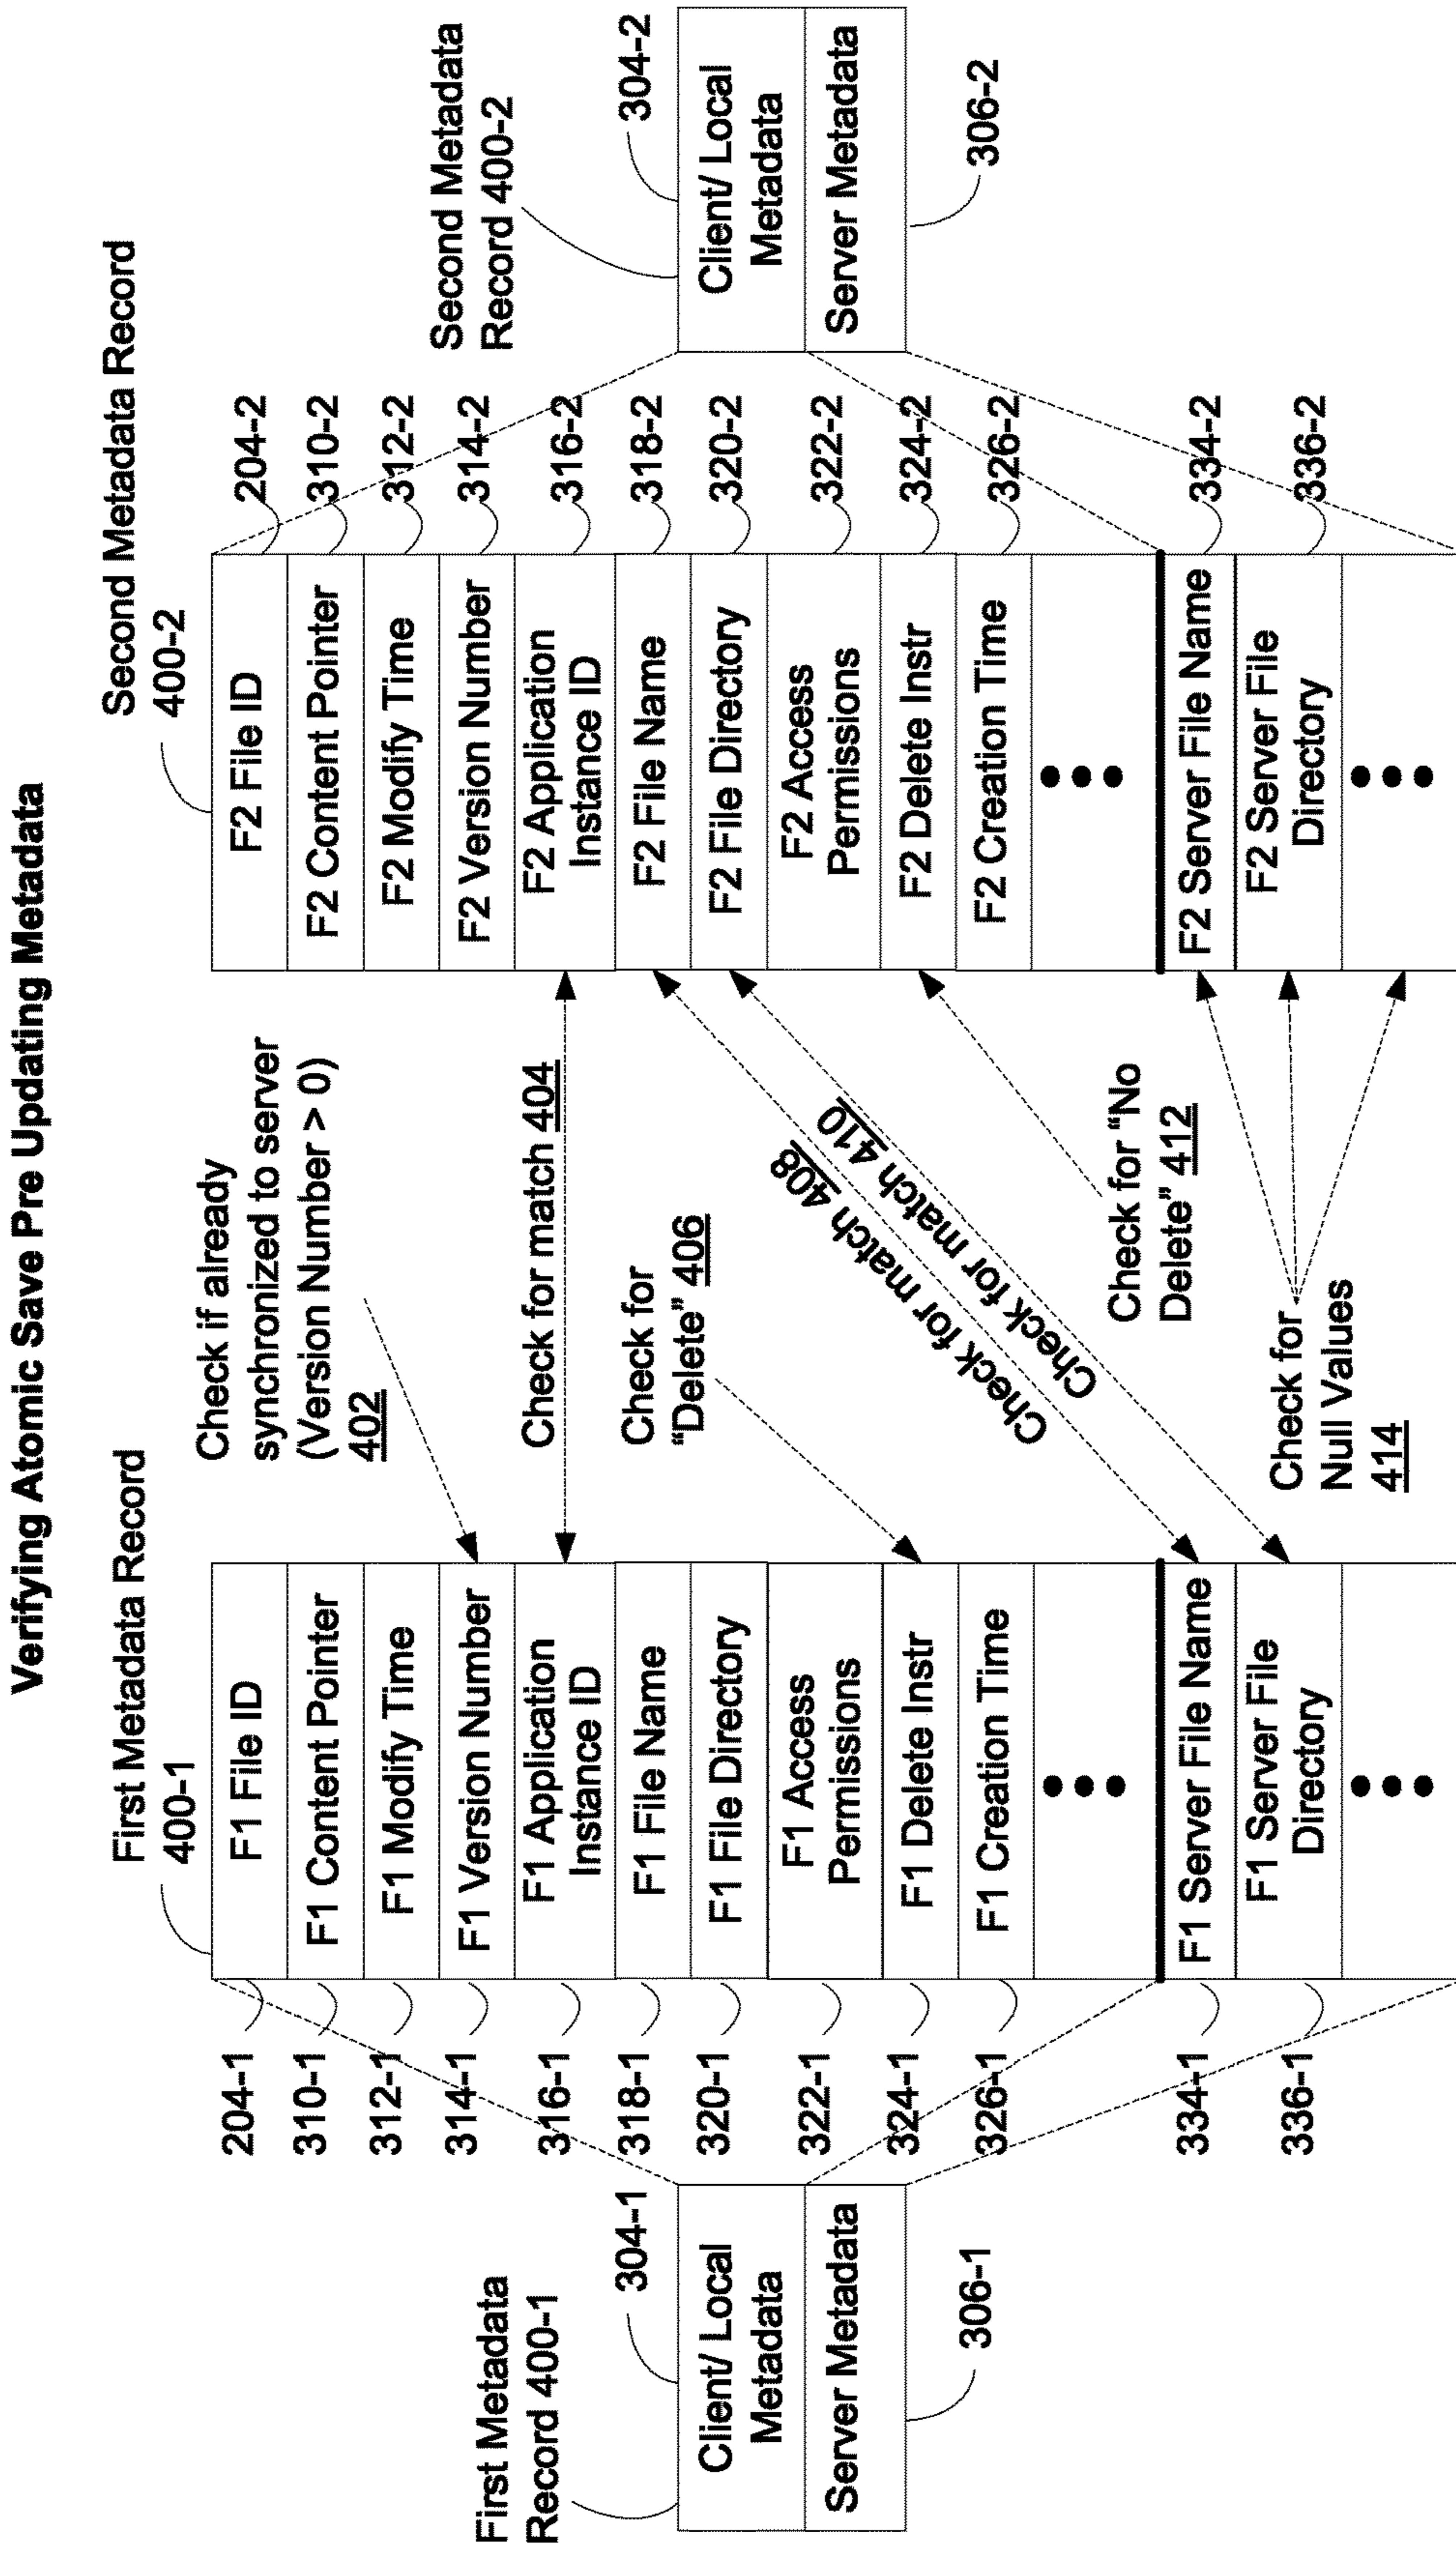 Verifying Atomic Save Pre Updating Metadata
First Metadata
Record 400-1
304-1
Client/ Local
Metadata
Server Metadata
306-1
First Metadata Record
400-1
204-1
F1 File ID
310-1
F1 Content Pointer
312-1
F1 Modify Time
314-1
F1 Version Number
316-1
F1 Application
Instance ID
318-1
F1 File Name
320-1
F1 File Directory
322-1
F1 Access
Permissions
324-1
F1 Delete Instr
326-1
F1 Creation Time
334-1
F1 Server File Name
336-1
F1 Server File
Directory
Check if already
synchronized to server
(Version Number > 0)
402
Check for match 404
Check for
“Delete” 406
Check for match 408
Check for match 410
Check for “No
Delete” 412
Check for
Null Values
414
Second Metadata Record
400-2
F2 File ID
204-2
F2 Content Pointer
310-2
F2 Modify Time
312-2
F2 Version Number
314-2
F2 Application
Instance ID
316-2
F2 File Name
318-2
F2 File Directory
320-2
F2 Access
Permissions
322-2
F2 Delete Instr
324-2
F2 Creation Time
326-2
F2 Server File Name
334-2
F2 Server File
Directory
336-2
Second Metadata
Record 400-2
304-2
Client/ Local
Metadata
Server Metadata
306-2